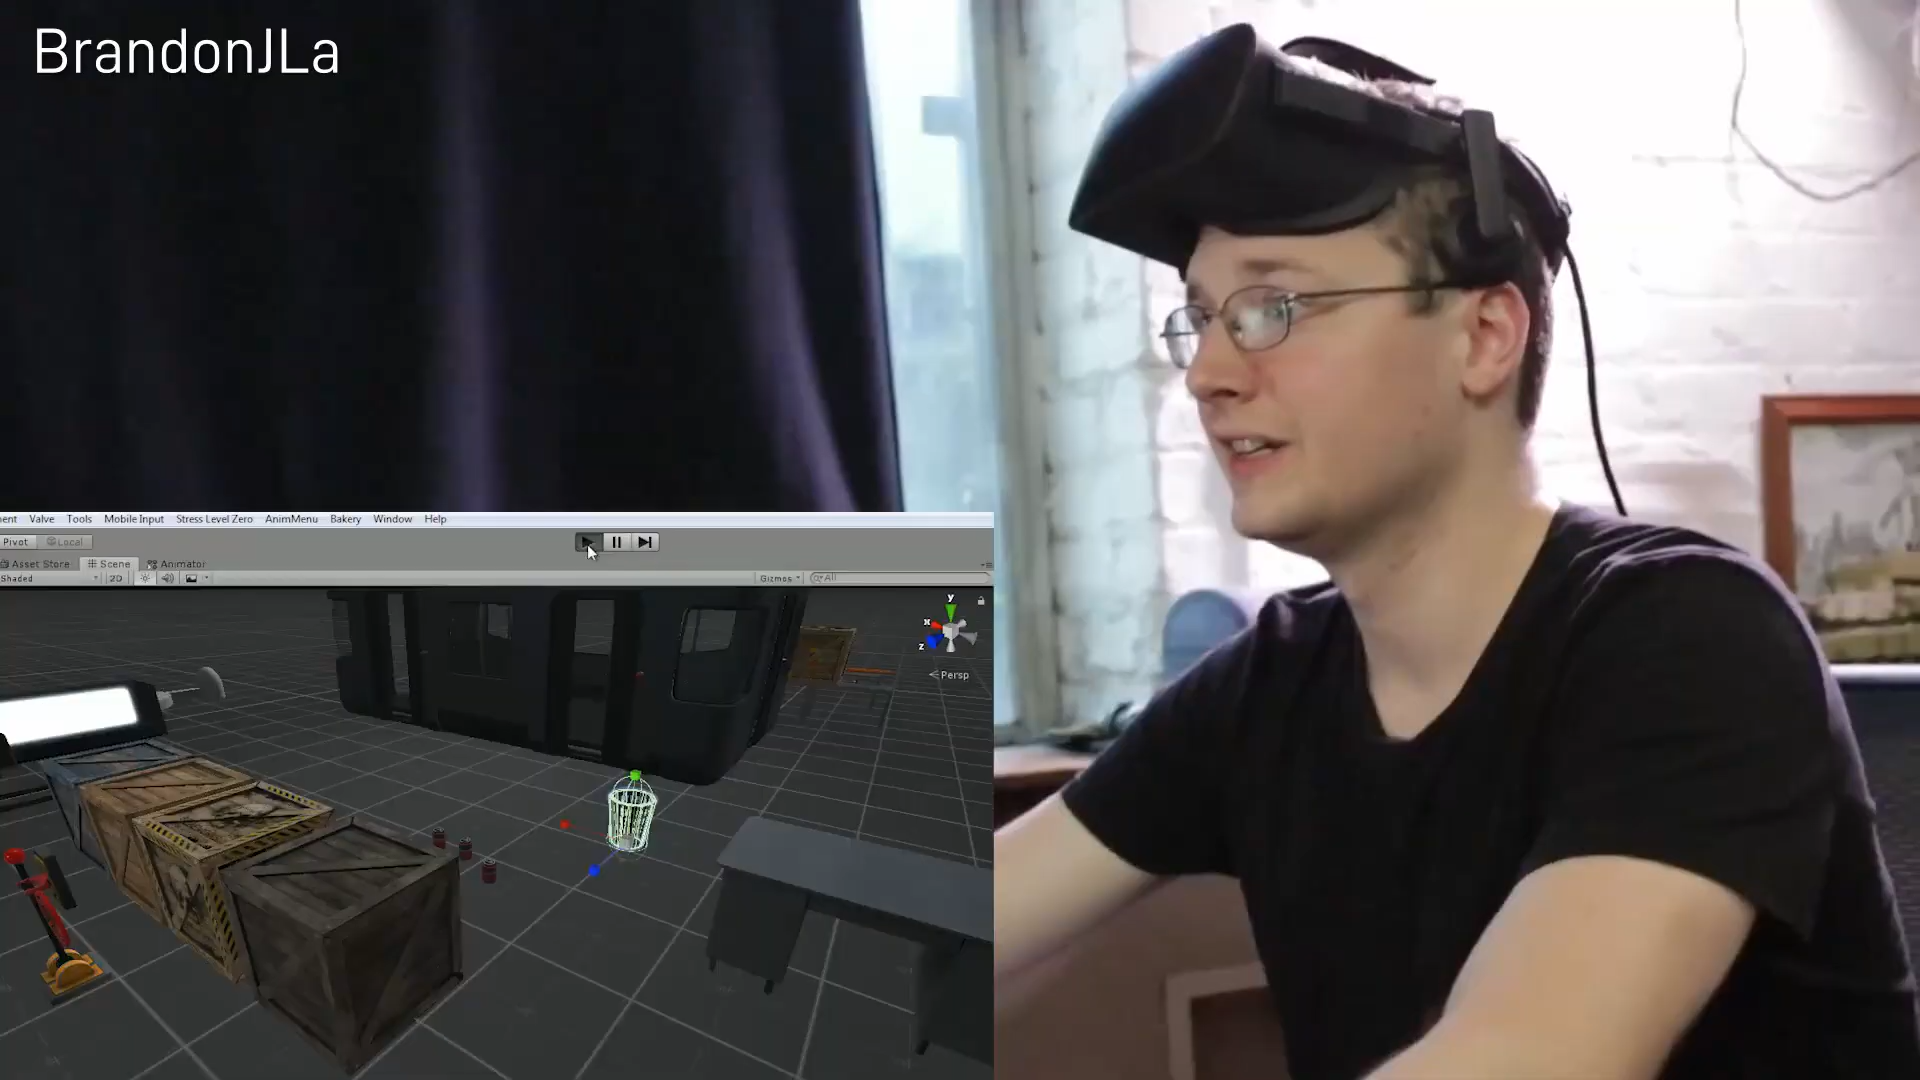 BrandonJLa
ent Valve Tools Mobile Input Stress Level Zero AnimMenu Bakery Window Help
Pivot Local
Asset Store Scene Animator
Shaded 2D Gizmos All
y
x
z
Persp